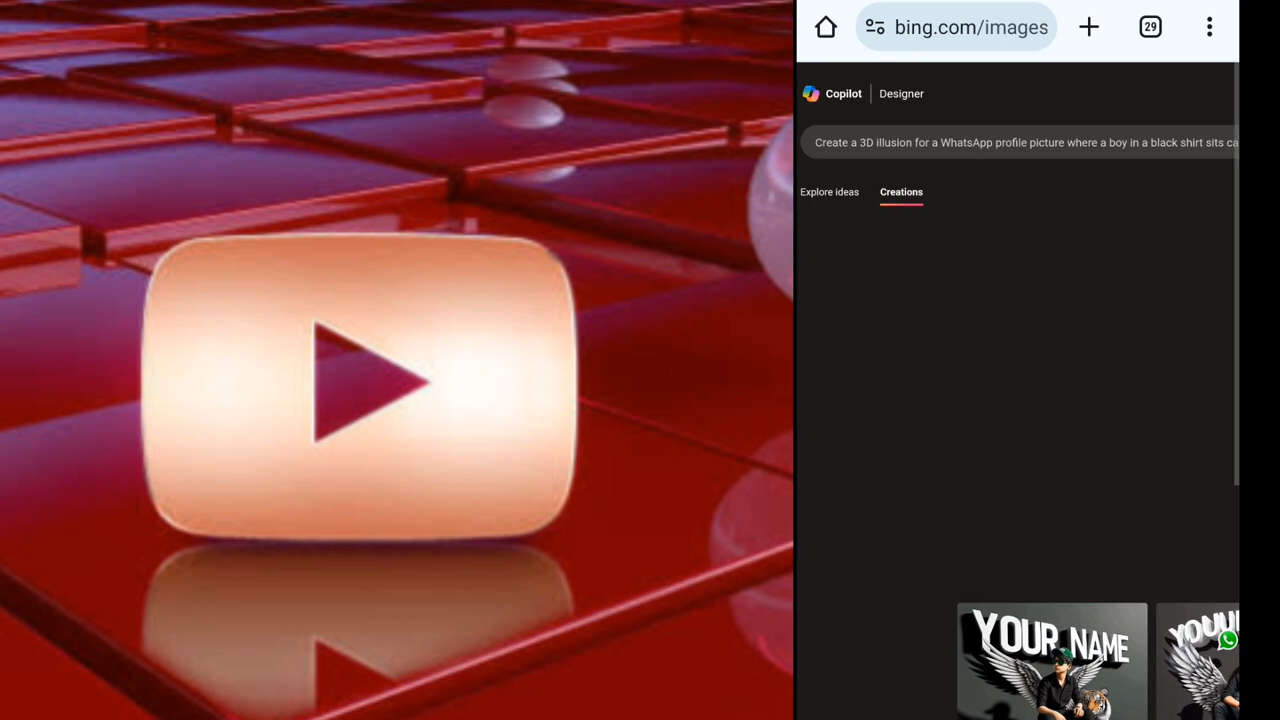 bing.com/images
29
Copilot
Designer
Create a 3D illusion for a WhatsApp profile picture where a boy in a black shirt sits ca
Explore ideas
Creations
YOUR NAME